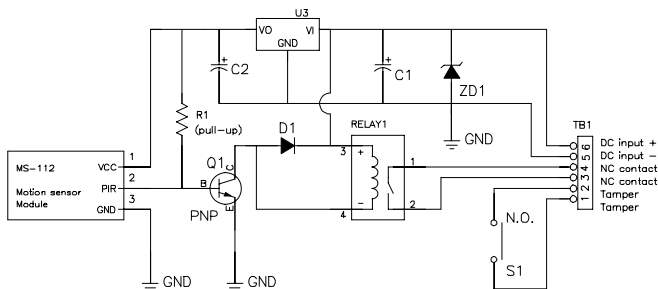 U3
VO
VI
GND
C2
C1
ZD1
GND
R1
(pull-up)
D1
RELAY1
TB1
DC input +
DC input -
NC contact
NC contact
Tamper
Tamper
6
5
4
3
2
1
3
+
1
-
4
2
MS-112
Motion sensor
Module
VCC
1
PIR
2
GND
3
Q1
C
B
E
PNP
GND
GND
N.O.
S1